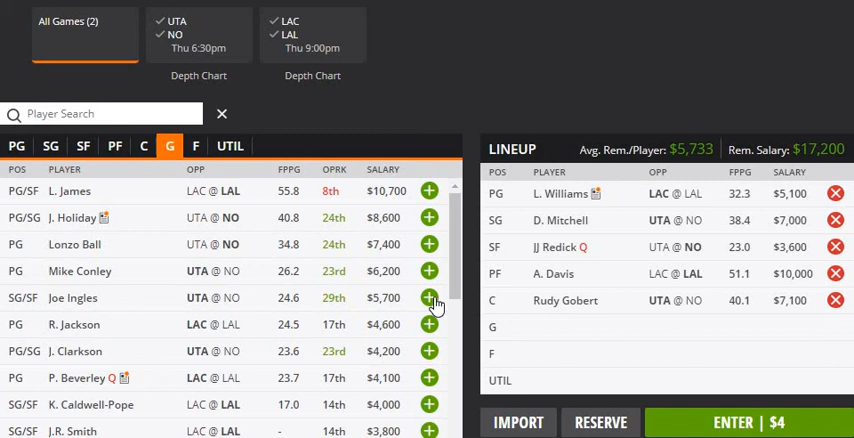 All Games (2)
UTA
NO
Thu 6:30pm
LAC
LAL
Thu 9:00pm
Depth Chart
Depth Chart
Player Search
PG SG SF PF C G F UTIL
POS PLAYER OPP FPPG OPRK SALARY
PG/SF L. James LAC @ LAL 55.8 8th $10,700
PG/SG J. Holiday UTA @ NO 40.8 24th $8,600
PG Lonzo Ball UTA @ NO 34.8 24th $7,400
PG Mike Conley UTA @ NO 26.2 23rd $6,200
SG/SF Joe Ingles UTA @ NO 24.6 29th $5,700
PG R. Jackson LAC @ LAL 24.5 17th $4,600
PG/SG J. Clarkson UTA @ NO 23.6 23rd $4,200
PG P. Beverley Q LAC @ LAL 23.7 17th $4,100
SG/SF K. Caldwell-Pope LAC @ LAL 17.0 14th $4,000
SG/SF J.R. Smith LAC @ LAL - 14th $3,800
LINEUP Avg. Rem./Player: $5,733 Rem. Salary: $17,200
POS PLAYER OPP FPPG SALARY
PG L. Williams LAC @ LAL 32.3 $5,100
SG D. Mitchell UTA @ NO 38.4 $7,000
SF JJ Redick Q UTA @ NO 23.0 $3,600
PF A. Davis LAC @ LAL 51.1 $10,000
C Rudy Gobert UTA @ NO 40.1 $7,100
G
F
UTIL
IMPORT RESERVE ENTER | $4